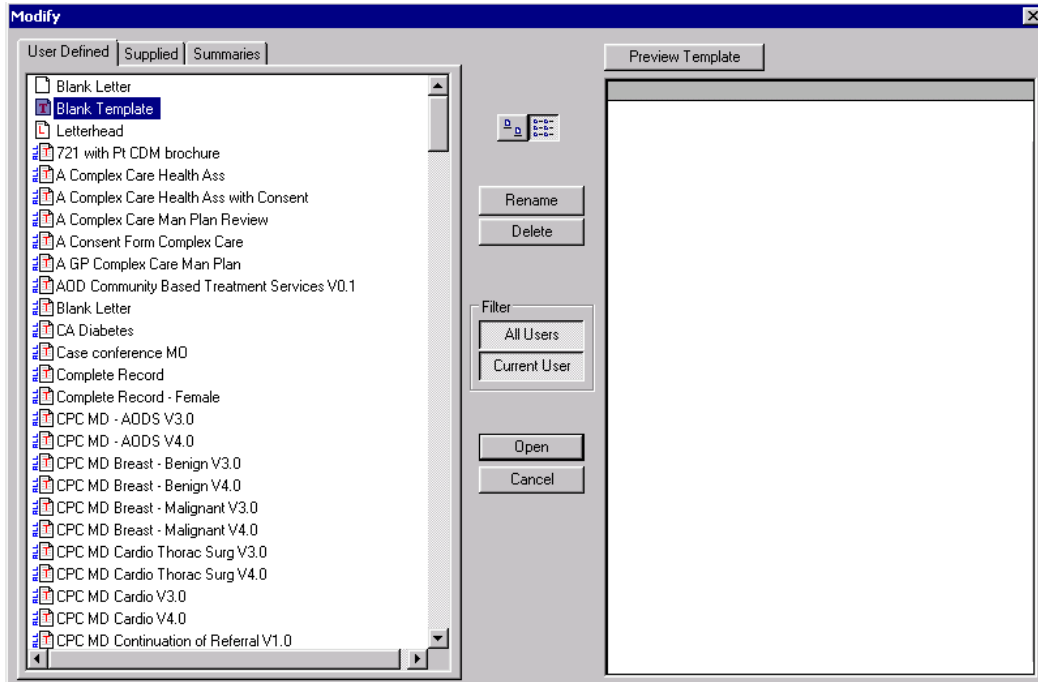 Modify
User Defined
Supplied
Summaries
Blank Letter
Blank Template
Letterhead
721 with Pt CDM brochure
A Complex Care Health Ass
A Complex Care Health Ass with Consent
A Complex Care Man Plan Review
A Consent Form Complex Care
A GP Complex Care Man Plan
AOD Community Based Treatment Services V0.1
Blank Letter
CA Diabetes
Case conference MO
Complete Record
Complete Record - Female
CPC MD - AODS V3.0
CPC MD - AODS V4.0
CPC MD Breast - Benign V3.0
CPC MD Breast - Benign V4.0
CPC MD Breast - Malignant V3.0
CPC MD Breast - Malignant V4.0
CPC MD Cardio Thorac Surg V3.0
CPC MD Cardio Thorac Surg V4.0
CPC MD Cardio V3.0
CPC MD Cardio V4.0
CPC MD Continuation of Referral V1.0
Rename
Delete
Filter
All Users
Current User
Open
Cancel
Preview Template